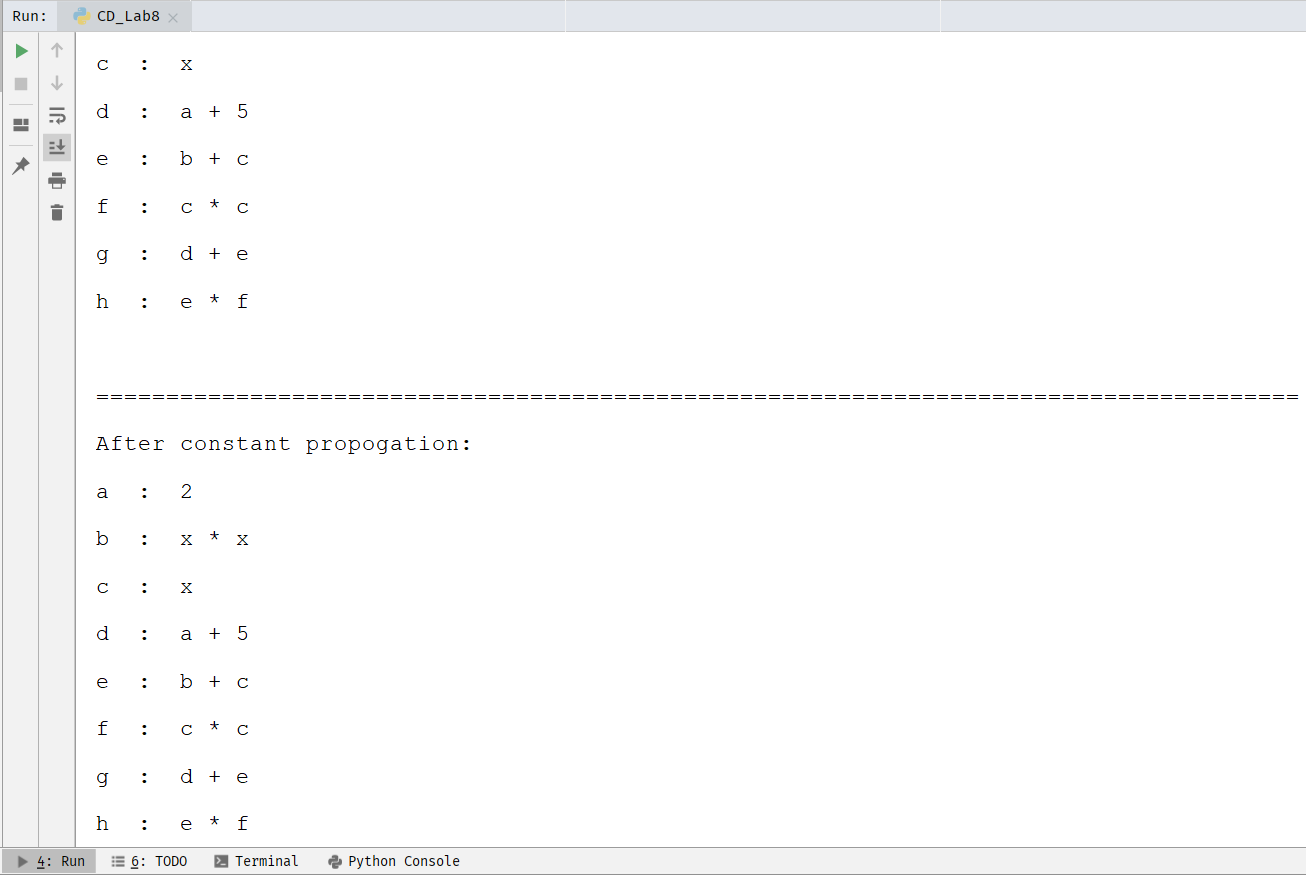 Run: CD_Lab8
c : x
d : a + 5
e : b + c
f : c * c
g : d + e
h : e * f
======================================================================================
After constant propogation:
a : 2
b : x * x
c : x
d : a + 5
e : b + c
f : c * c
g : d + e
h : e * f
4: Run 6: TODO Terminal Python Console